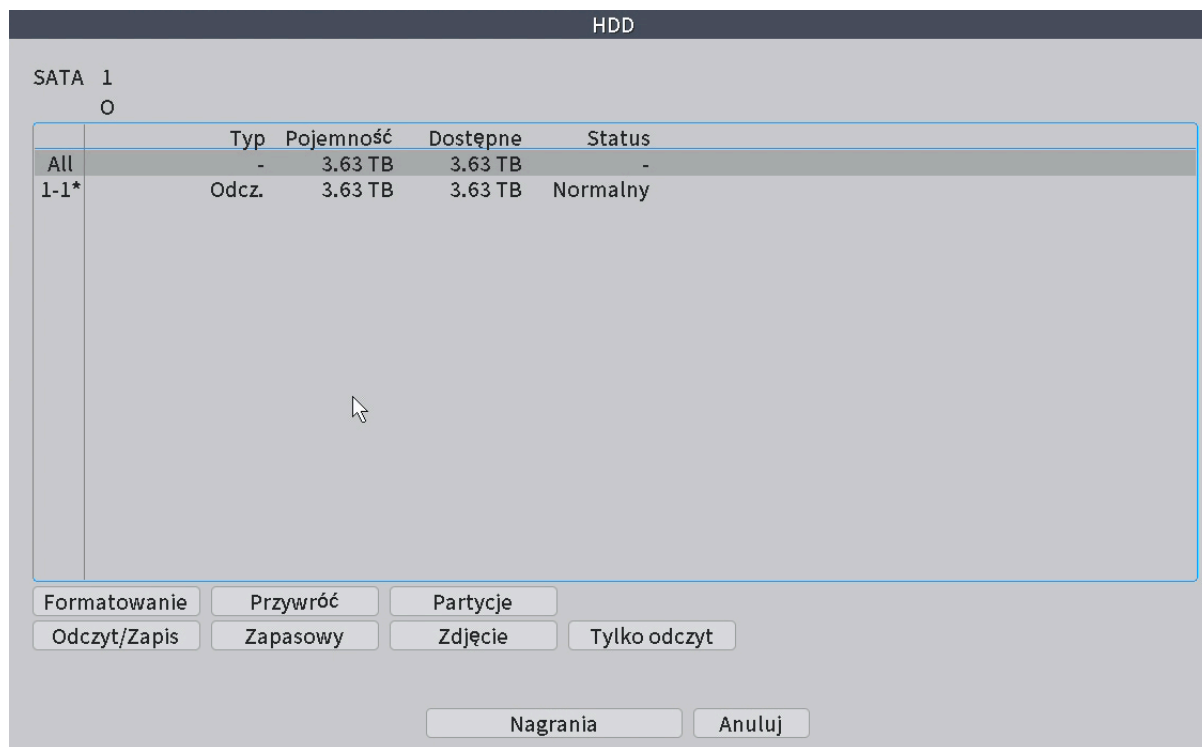 HDD
SATA 1
O
Typ Pojemność Dostępne Status
All - 3.63 TB 3.63 TB -
1-1* Odcz. 3.63 TB 3.63 TB Normalny
Formatowanie Przywróć Partycje
Odczyt/Zapis Zapasowy Zdjęcie Tylko odczyt
Nagrania Anuluj